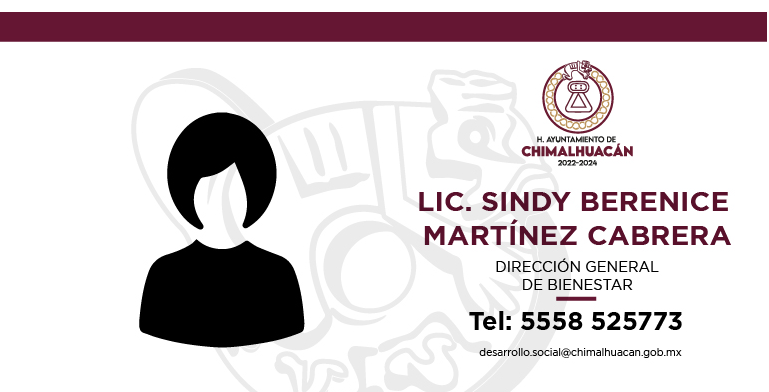 H. AYUNTAMIENTO DE
CHIMALHUACÁN
2022-2024
LIC. SINDY BERENICE
MARTÍNEZ CABRERA
DIRECCIÓN GENERAL
DE BIENESTAR
Tel: 5558 525773
desarrollo.social@chimalhuacan.gob.mx